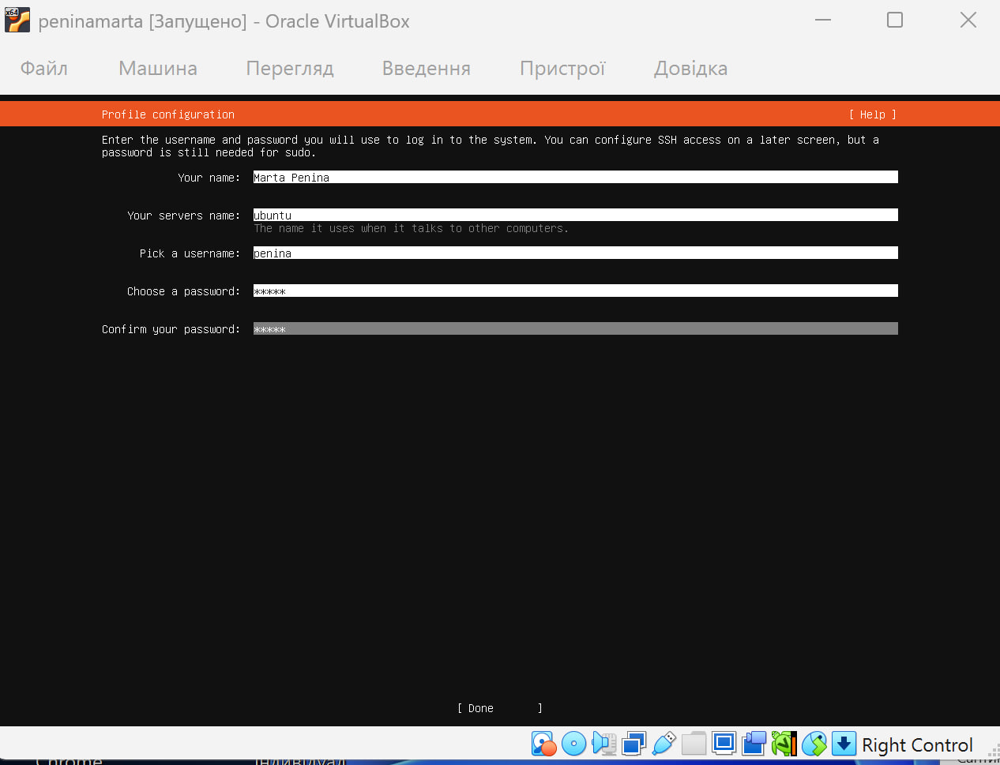 x64
peninamarta [Запущено] - Oracle VirtualBox
Файл Машина Перегляд Введення Пристрої Довідка
Profile configuration [ Help ]
Enter the username and password you will use to log in to the system. You can configure SSH access on a later screen, but a
password is still needed for sudo.
Your name: Marta Penina
Your servers name: ubuntu
The name it uses when it talks to other computers.
Pick a username: penina
Choose a password: *****
Confirm your password: *****
[ Done ]
Right Control
Chrome